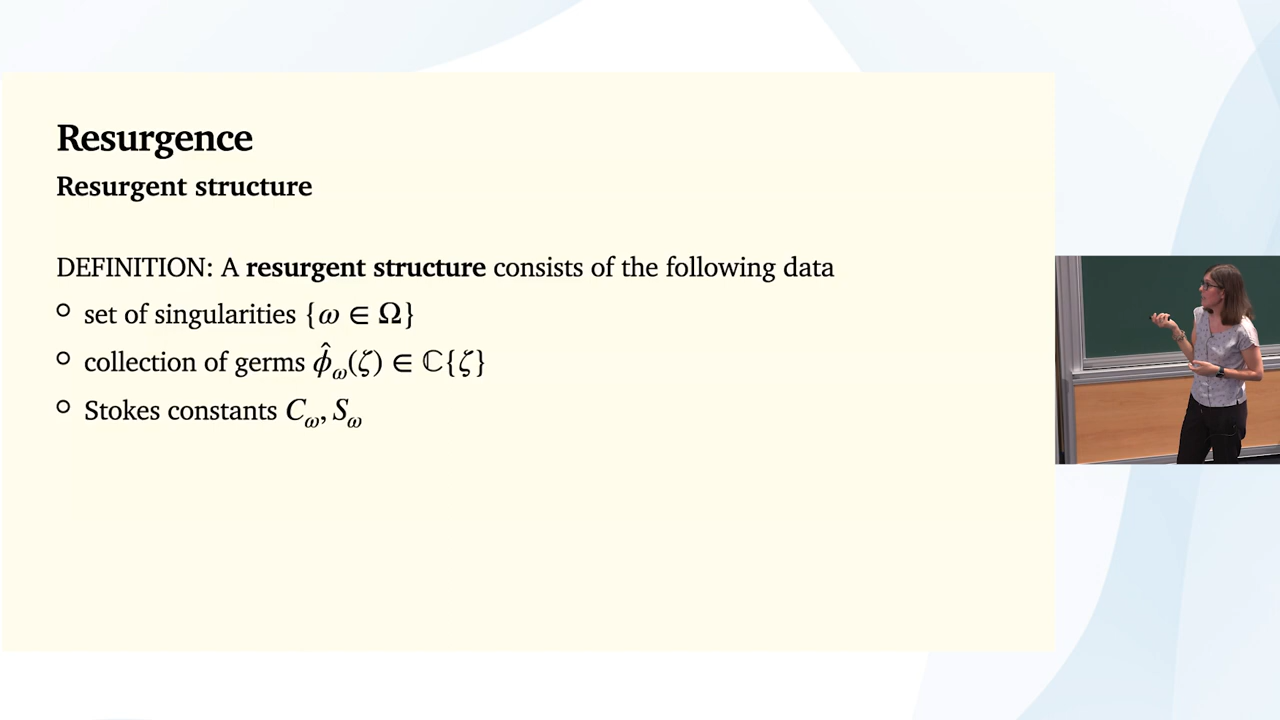 Resurgence
Resurgent structure
DEFINITION: A resurgent structure consists of the following data
○ set of singularities {ω ∈ Ω}
○ collection of germs φ̂_ω(ζ) ∈ ℂ{ζ}
○ Stokes constants C_ω, S_ω